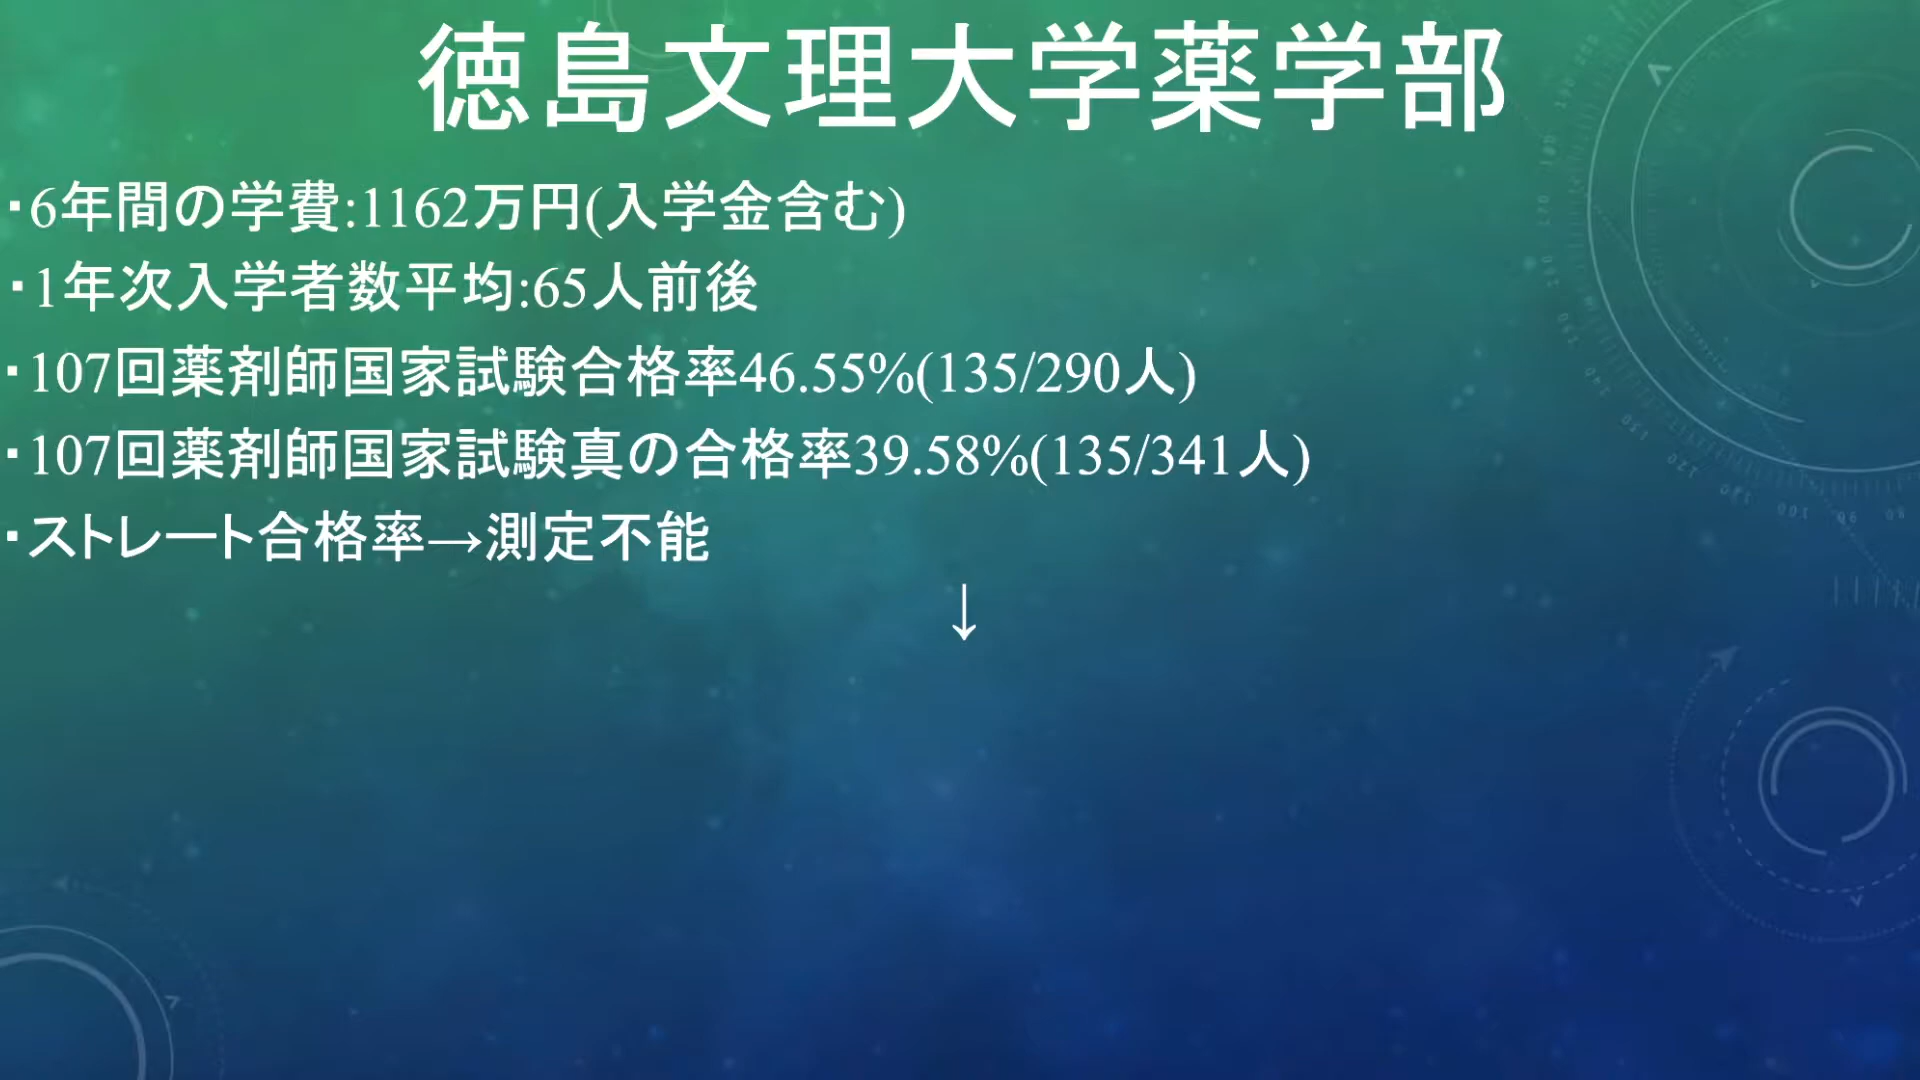 徳島文理大学薬学部
・6年間の学費:1162万円(入学金含む)
・1年次入学者数平均:65人前後
・107回薬剤師国家試験合格率46.55%(135/290人)
・107回薬剤師国家試験真の合格率39.58%(135/341人)
・ストレート合格率→測定不能
↓